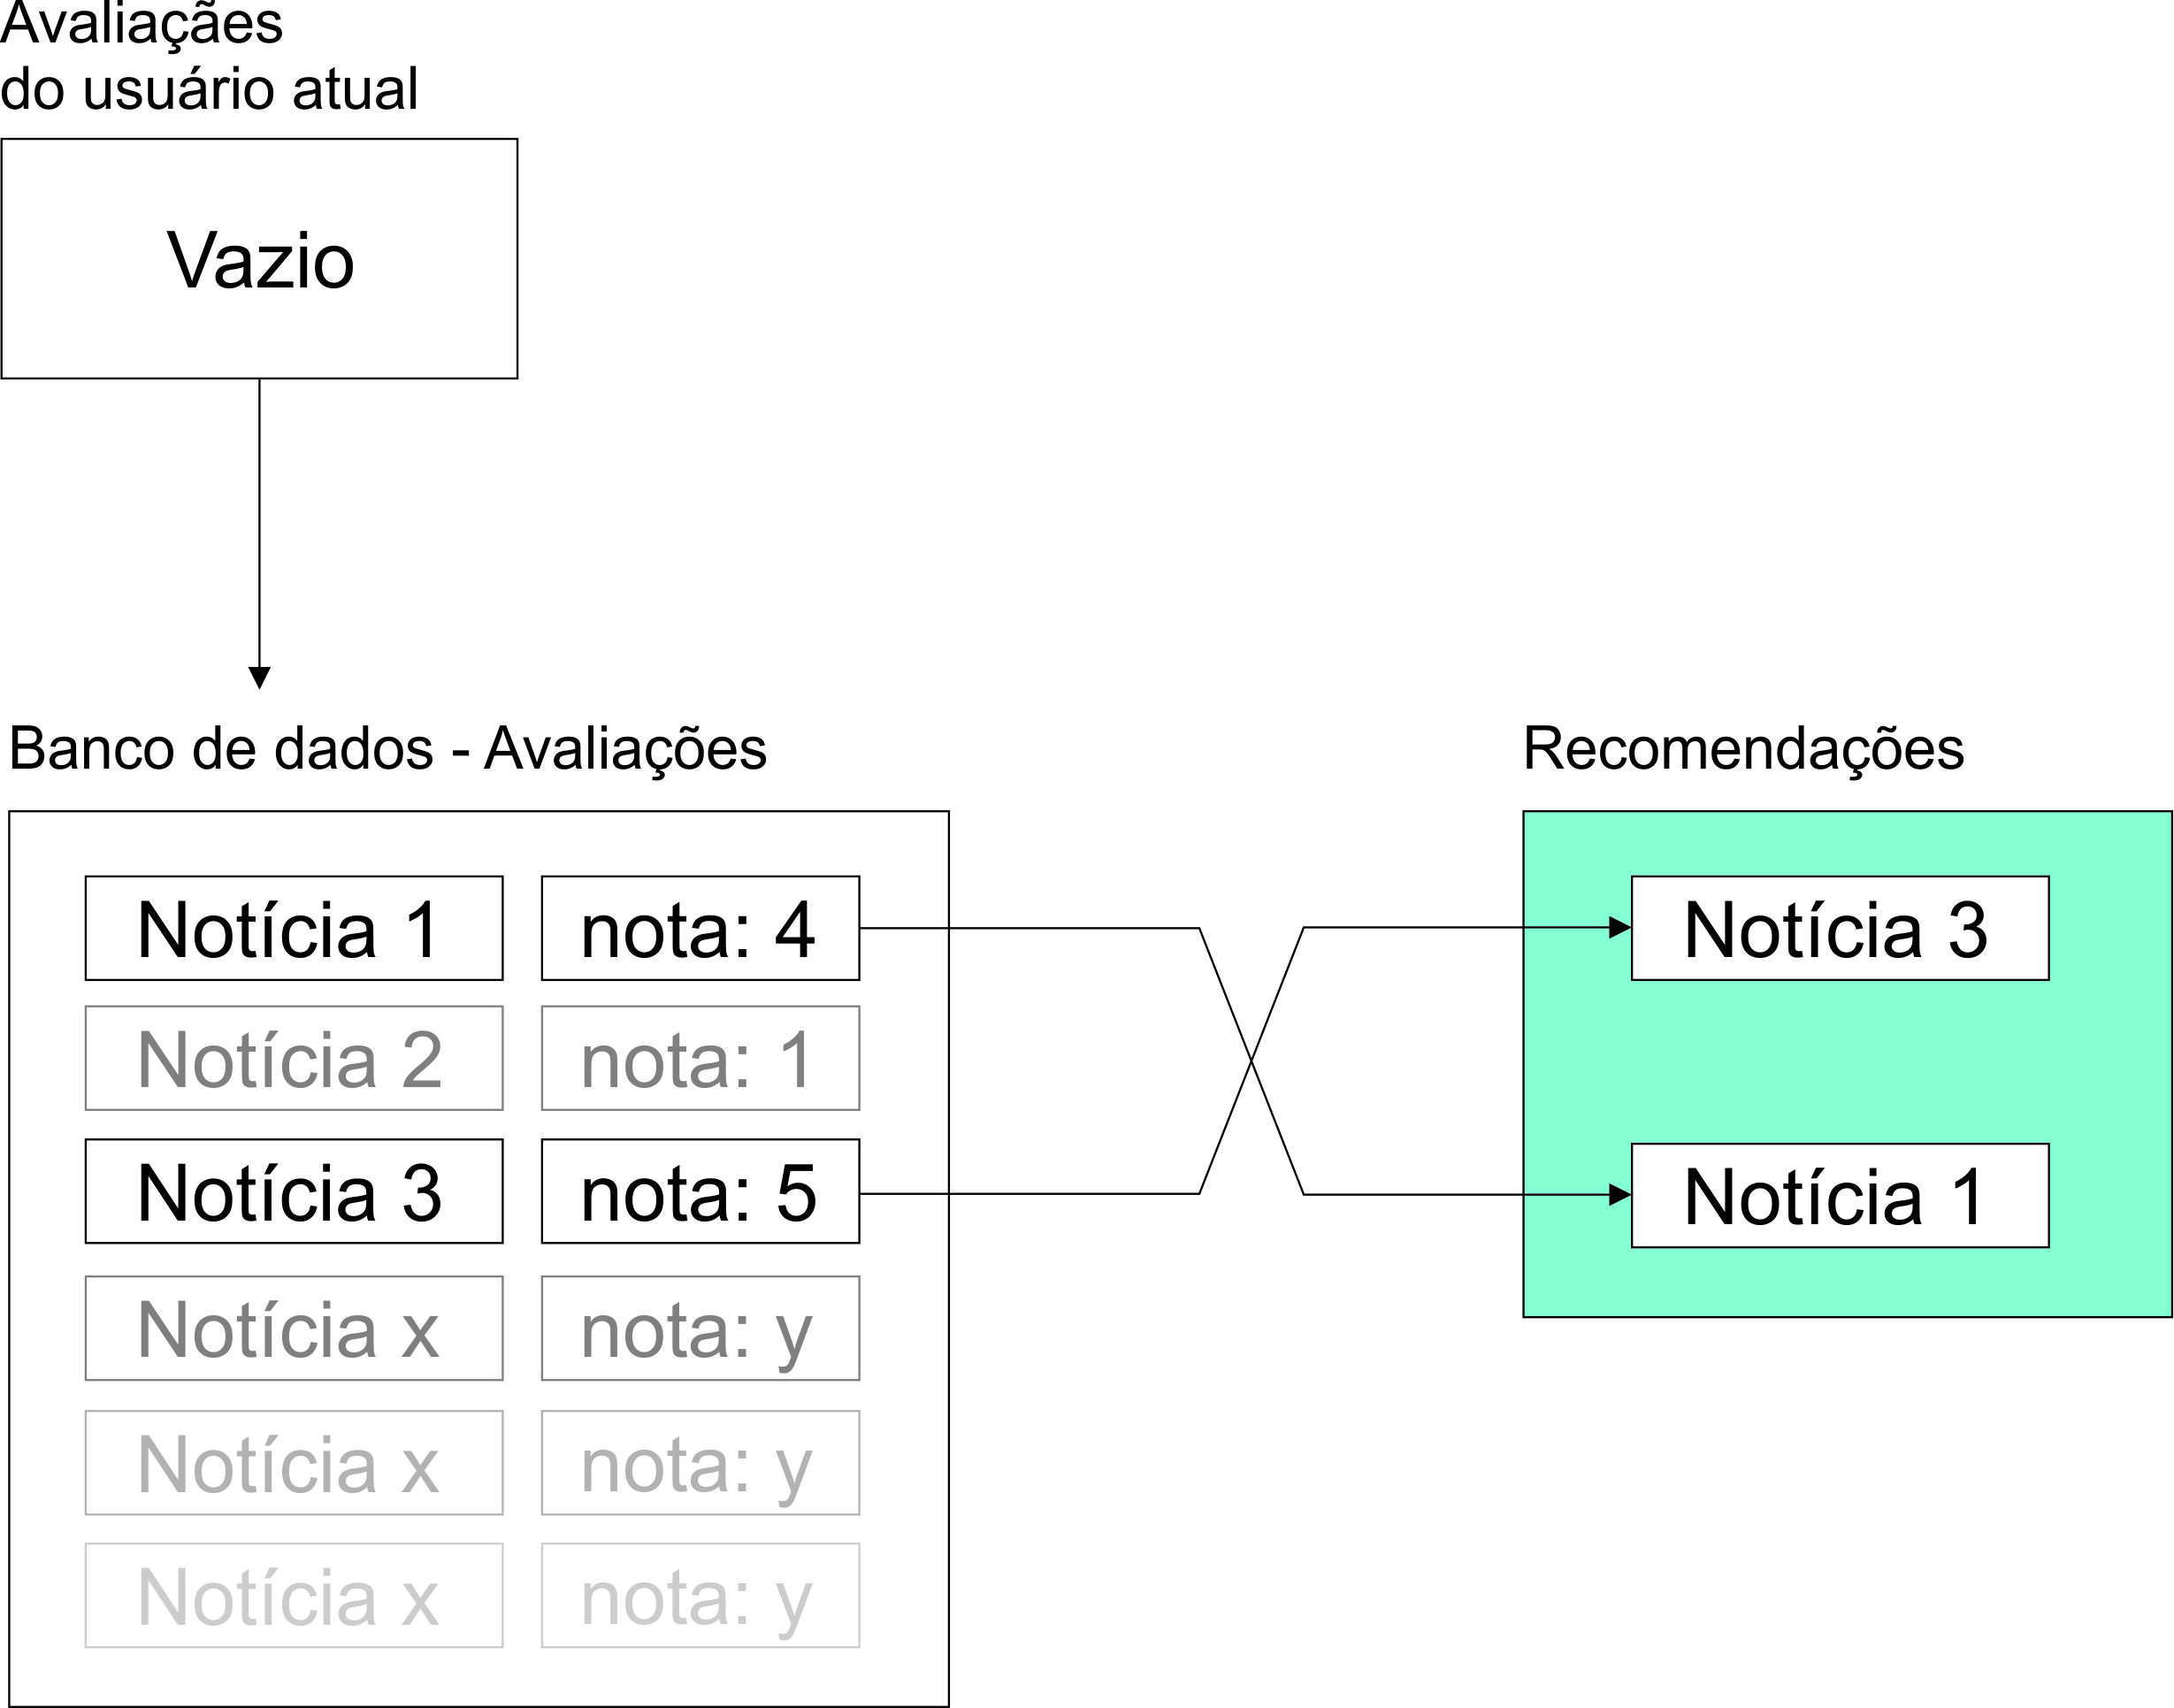 Avaliaçães
do usuário atual
Vazio
Banco de dados - Avaliações
Recomendações
Notícia 1 nota: 4
Notícia 3
Notícia 2 nota: 1
Notícia 3 nota: 5
Notícia 1
Notícia x nota: y
Notícia x nota: y
Notícia x nota: y